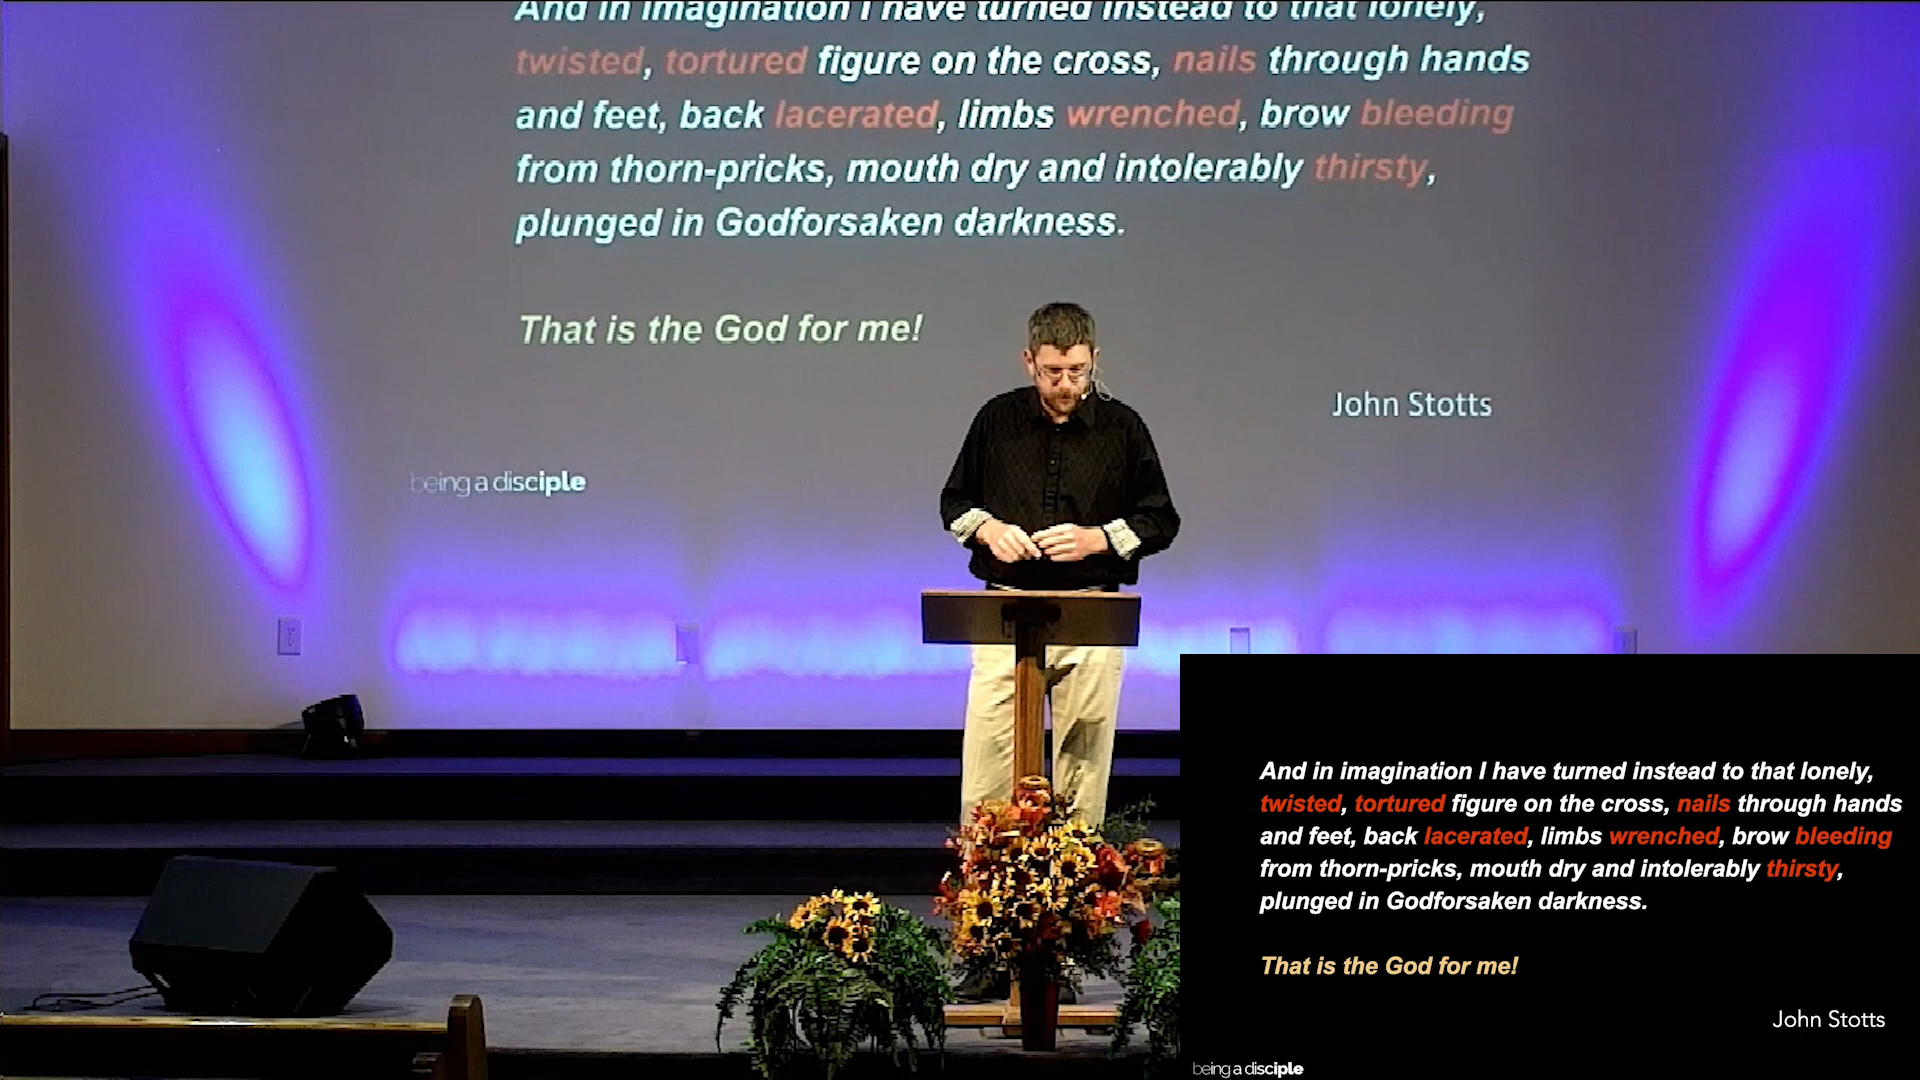 And in imagination I have turned instead to that lonely,
twisted, tortured figure on the cross, nails through hands
and feet, back lacerated, limbs wrenched, brow bleeding
from thorn-pricks, mouth dry and intolerably thirsty,
plunged in Godforsaken darkness.
That is the God for me!
John Stotts
being a disciple
And in imagination I have turned instead to that lonely,
twisted, tortured figure on the cross, nails through hands
and feet, back lacerated, limbs wrenched, brow bleeding
from thorn-pricks, mouth dry and intolerably thirsty,
plunged in Godforsaken darkness.
That is the God for me!
John Stotts
being a disciple